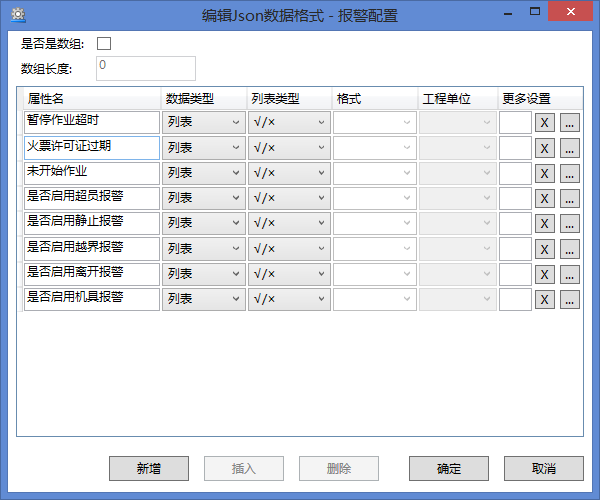 编辑Json数据格式 - 报警配置
是否是数组:
数组长度: 0
属性名 数据类型 列表类型 格式 工程单位 更多设置
暂停作业超时 列表 √/× X ...
火票许可证过期 列表 √/× X ...
未开始作业 列表 √/× X ...
是否启用超员报警 列表 √/× X ...
是否启用静止报警 列表 √/× X ...
是否启用越界报警 列表 √/× X ...
是否启用离开报警 列表 √/× X ...
是否启用机具报警 列表 √/× X ...
新增 插入 删除 确定 取消